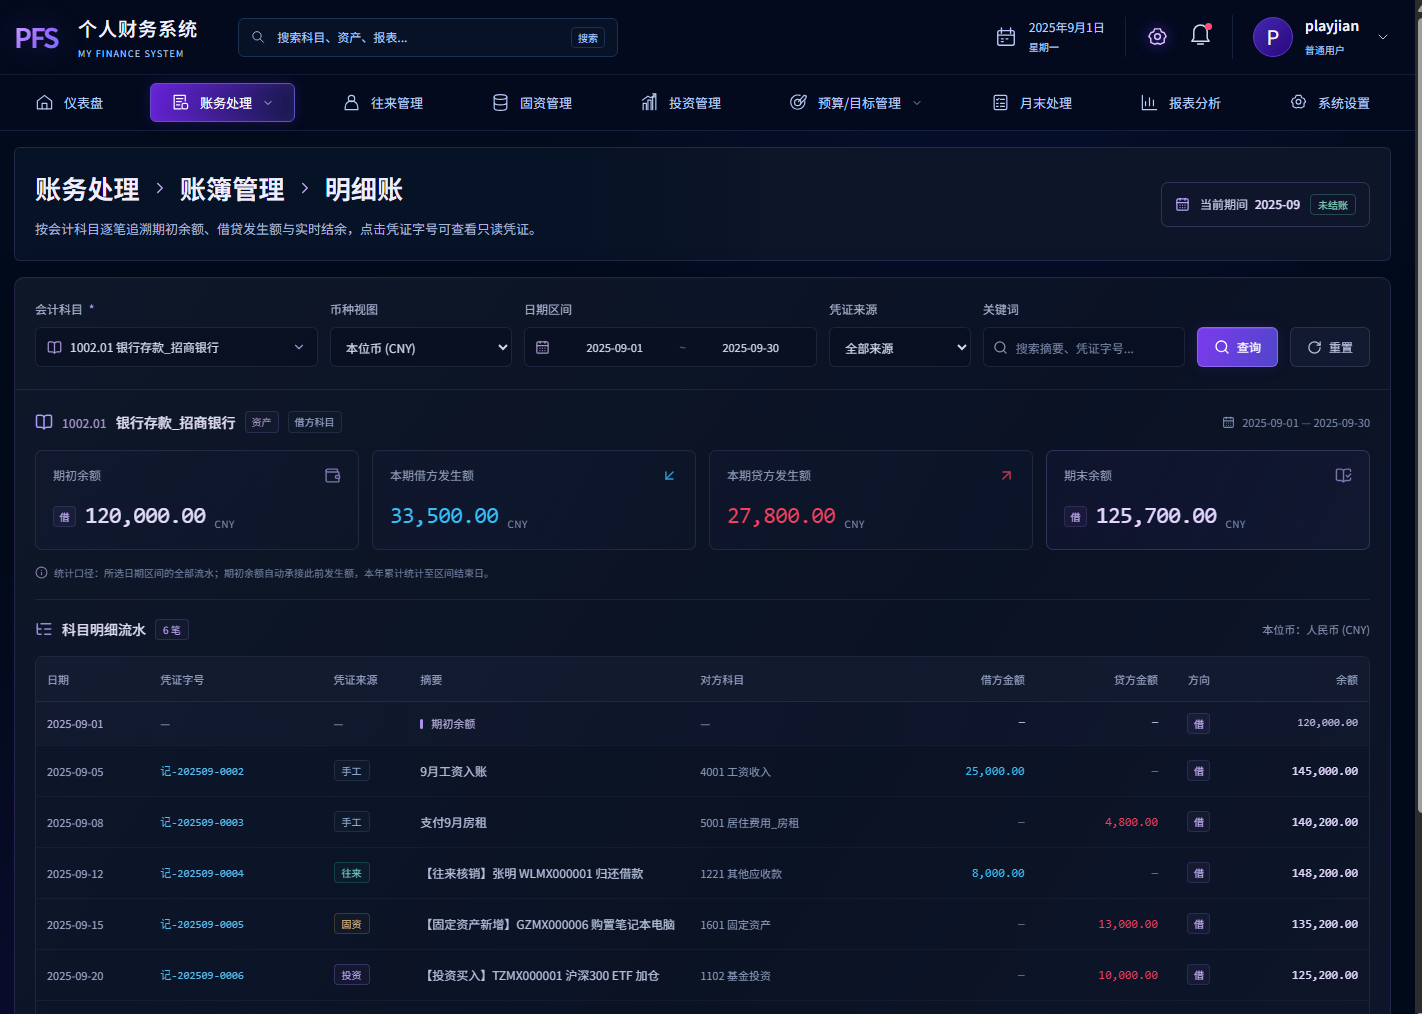 PFS
个人财务系统
MY FINANCE SYSTEM
搜索科目、资产、报表...
搜索
2025年9月1日
星期一
P
playjian
普通用户
仪表盘
账务处理
往来管理
固资管理
投资管理
预算/目标管理
月末处理
报表分析
系统设置
账务处理 > 账簿管理 > 明细账
按会计科目逐笔追溯期初余额、借贷发生额与实时结余，点击凭证字号可查看只读凭证。
当前期间 2025-09 未结账
会计科目 *
币种视图
日期区间
凭证来源
关键词
1002.01 银行存款_招商银行
本位币 (CNY)
2025-09-01 ~ 2025-09-30
全部来源
搜索摘要、凭证字号...
查询
重置
1002.01 银行存款_招商银行 资产 借方科目
2025-09-01 — 2025-09-30
期初余额
借 120,000.00 CNY
本期借方发生额
33,500.00 CNY
本期贷方发生额
27,800.00 CNY
期末余额
借 125,700.00 CNY
统计口径：所选日期区间的全部流水；期初余额自动承接此前发生额，本年累计统计至区间结束日。
科目明细流水 6 笔
本位币：人民币 (CNY)
日期 凭证字号 凭证来源 摘要 对方科目 借方金额 贷方金额 方向 余额
2025-09-01 — — 期初余额 — — — 借 120,000.00
2025-09-05 记-202509-0002 手工 9月工资入账 4001 工资收入 25,000.00 — 借 145,000.00
2025-09-08 记-202509-0003 手工 支付9月房租 5001 居住费用_房租 — 4,800.00 借 140,200.00
2025-09-12 记-202509-0004 往来 【往来核销】张明 WLMX000001 归还借款 1221 其他应收款 8,000.00 — 借 148,200.00
2025-09-15 记-202509-0005 固资 【固定资产新增】GZMX000006 购置笔记本电脑 1601 固定资产 — 13,000.00 借 135,200.00
2025-09-20 记-202509-0006 投资 【投资买入】TZMX000001 沪深300 ETF 加仓 1102 基金投资 — 10,000.00 借 125,200.00